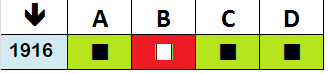 🡫 A B C D
1916 ■ □ ■ ■